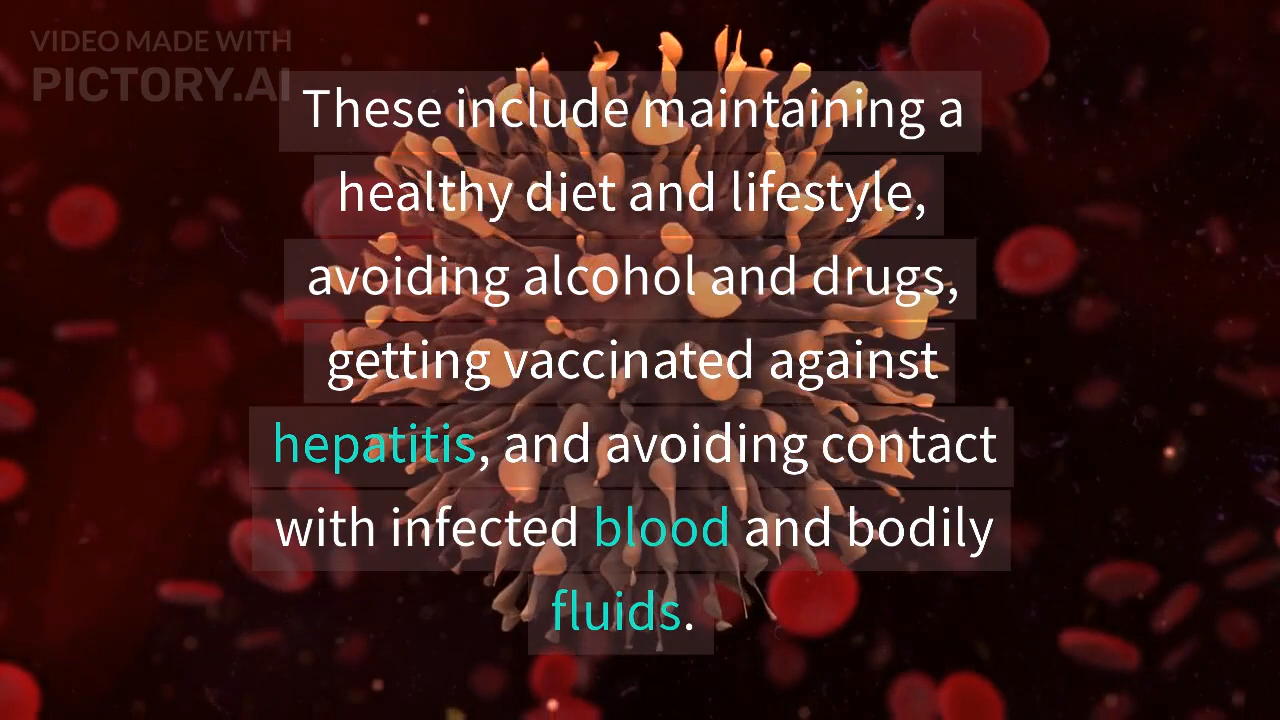 VIDEO MADE WITH
PICTORY.AI
These include maintaining a
healthy diet and lifestyle,
avoiding alcohol and drugs,
getting vaccinated against
hepatitis, and avoiding contact
with infected blood and bodily
fluids.